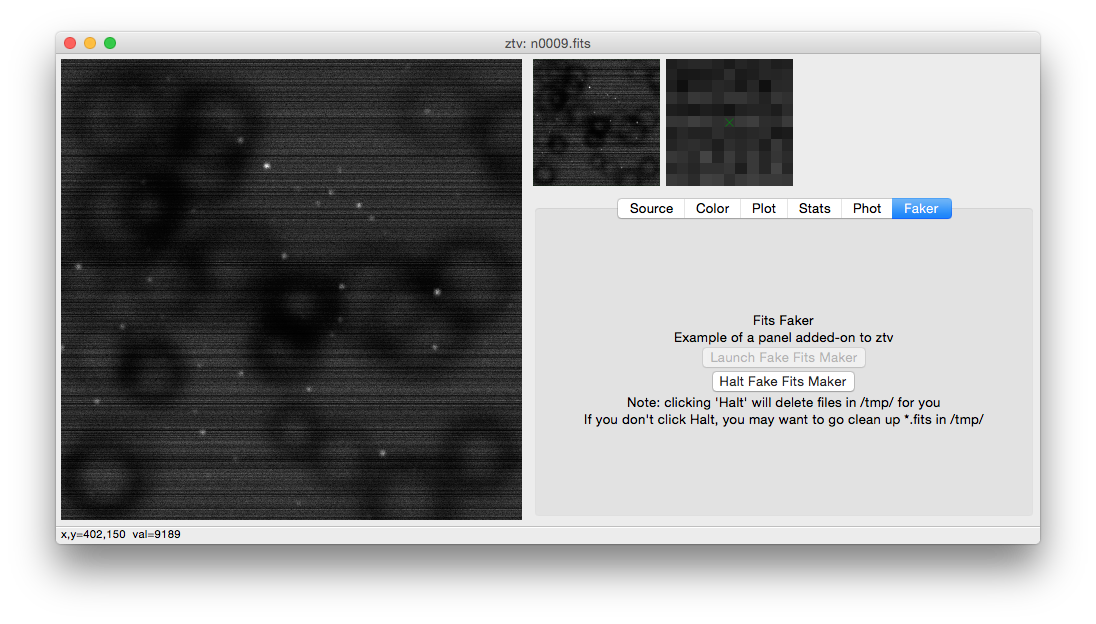 ztv: n0009.fits
Source Color Plot Stats Phot Faker
Fits Faker
Example of a panel added-on to ztv
Launch Fake Fits Maker
Halt Fake Fits Maker
Note: clicking 'Halt' will delete files in /tmp/ for you
If you don't click Halt, you may want to go clean up *.fits in /tmp/
x,y=402,150 val=9189